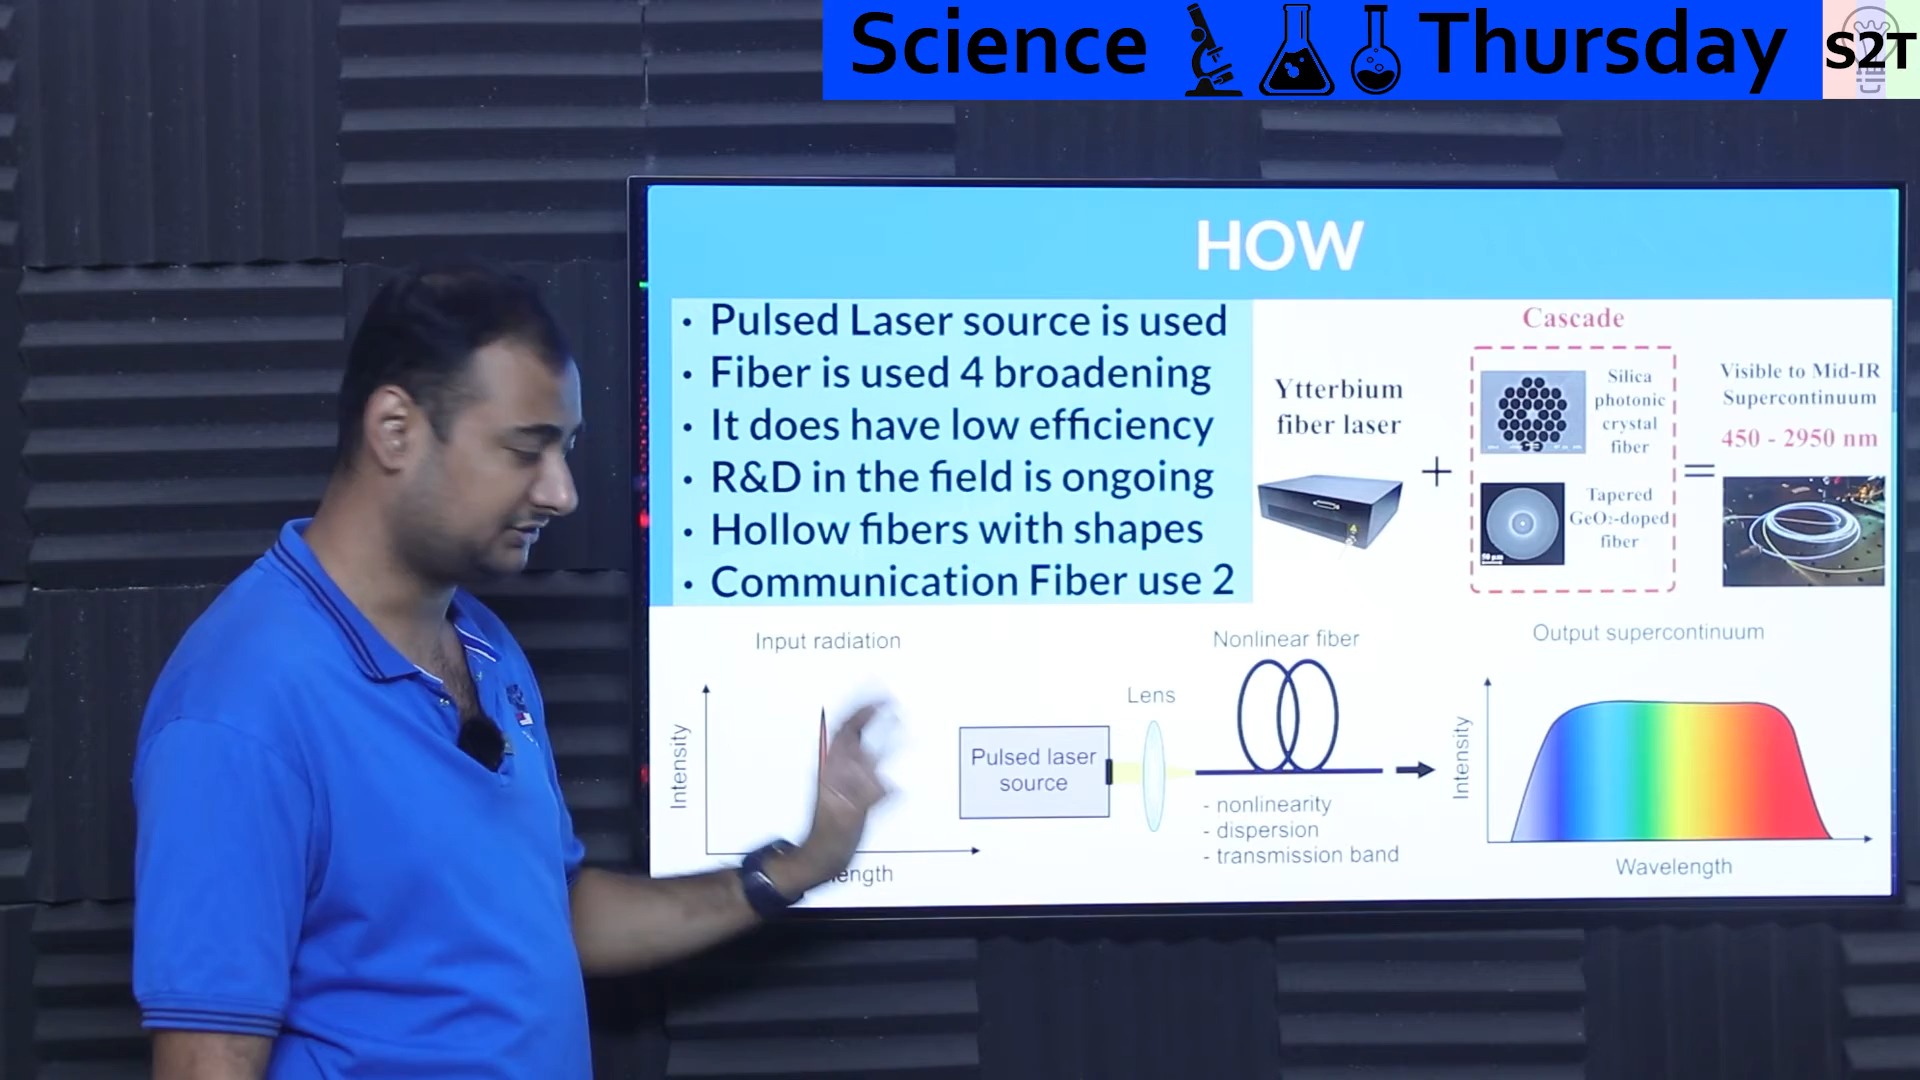 Science Thursday
S2T
HOW
• Pulsed Laser source is used
• Fiber is used 4 broadening
• It does have low efficiency
• R&D in the field is ongoing
• Hollow fibers with shapes
• Communication Fiber use 2
Ytterbium
fiber laser
+
Cascade
Silica
photonic
crystal
fiber
Tapered
GeO₂-doped
fiber
=
Visible to Mid-IR
Supercontinuum
450 - 2950 nm
Input radiation
Intensity
Pulsed laser
source
Lens
Nonlinear fiber
- nonlinearity
- dispersion
- transmission band
Output supercontinuum
Intensity
Wavelength